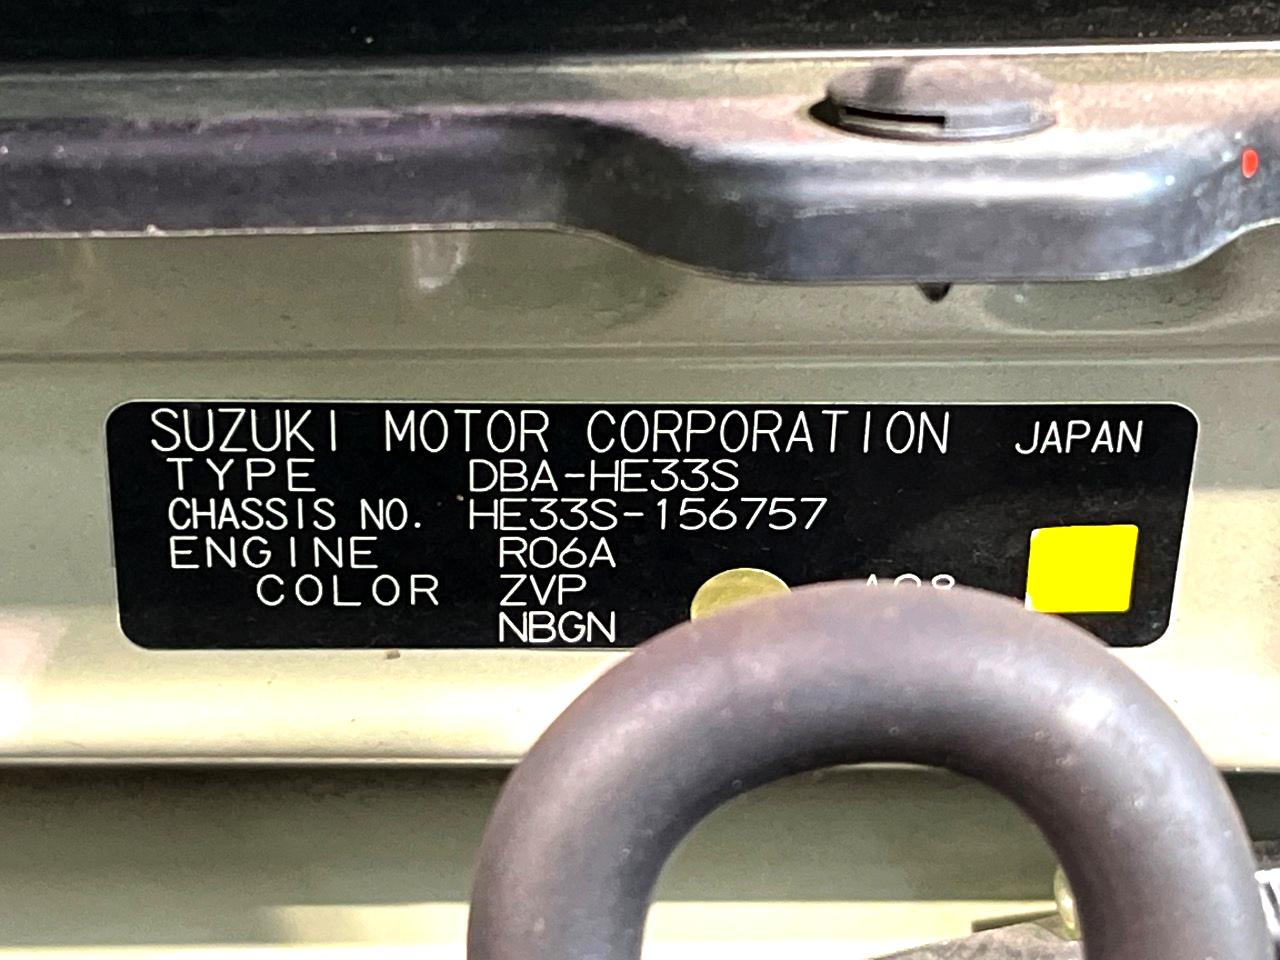 SUZUKI MOTOR CORPORATION JAPAN
TYPE DBA-HE33S
CHASSIS NO. HE33S-156757
ENGINE R06A
COLOR ZVP
NBGN